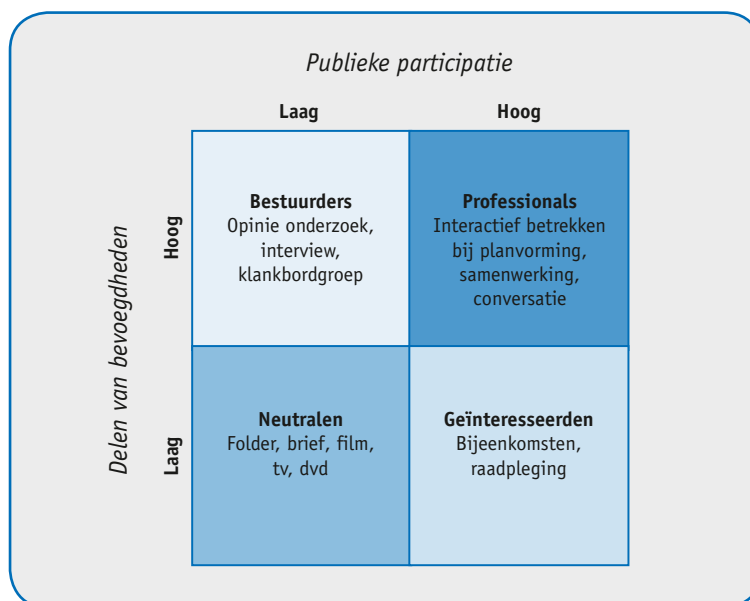 Publieke participatie
Laag
Hoog
Delen van bevoegdheden
Hoog
Bestuurders
Opinie onderzoek,
interview,
klankbordgroep
Professionals
Interactief betrekken
bij planvorming,
samenwerking,
conversatie
Laag
Neutralen
Folder, brief, film,
tv, dvd
Geïnteresseerden
Bijeenkomsten,
raadpleging